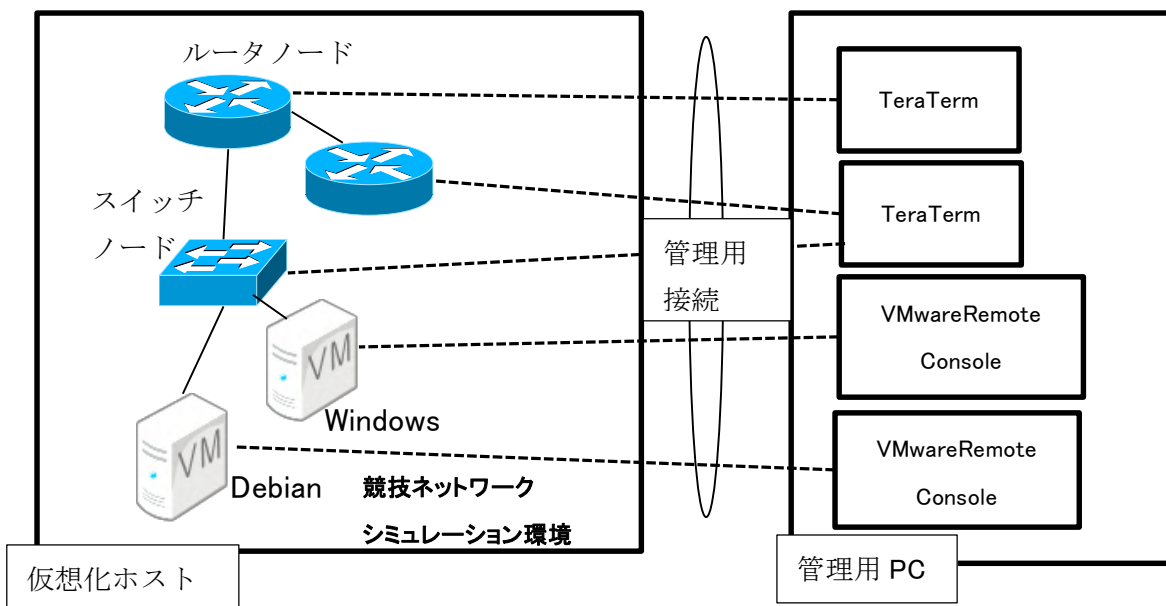 ルータノード
スイッチ
ノード
VM
Windows
VM
Debian
競技ネットワーク
シミュレーション環境
仮想化ホスト
管理用
接続
TeraTerm
TeraTerm
VMwareRemote
Console
VMwareRemote
Console
管理用 PC